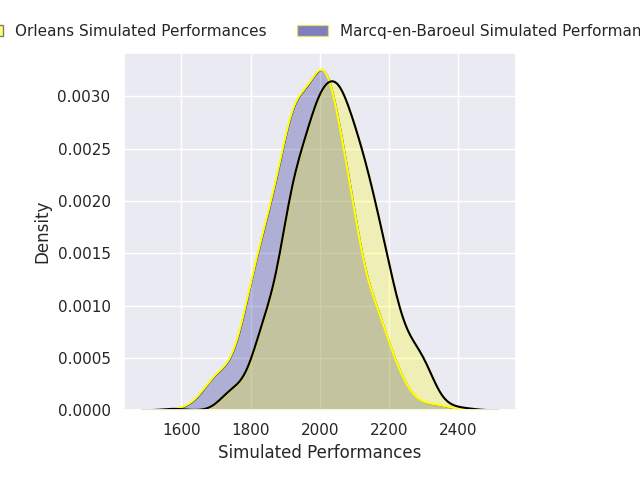 Orleans Simulated Performances
Marcq-en-Baroeul Simulated
0.0030
0.0025
0.0020
0.0015
0.0010
0.0005
0.0000
Density
1600 1800 2000 2200 2400
Simulated Performances